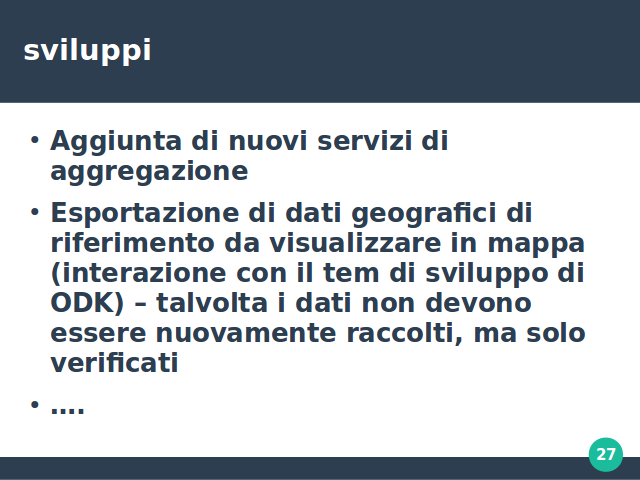 sviluppi
• Aggiunta di nuovi servizi di
aggregazione
• Esportazione di dati geografici di
riferimento da visualizzare in mappa
(interazione con il tem di sviluppo di
ODK) – talvolta i dati non devono
essere nuovamente raccolti, ma solo
verificati
• ....
27